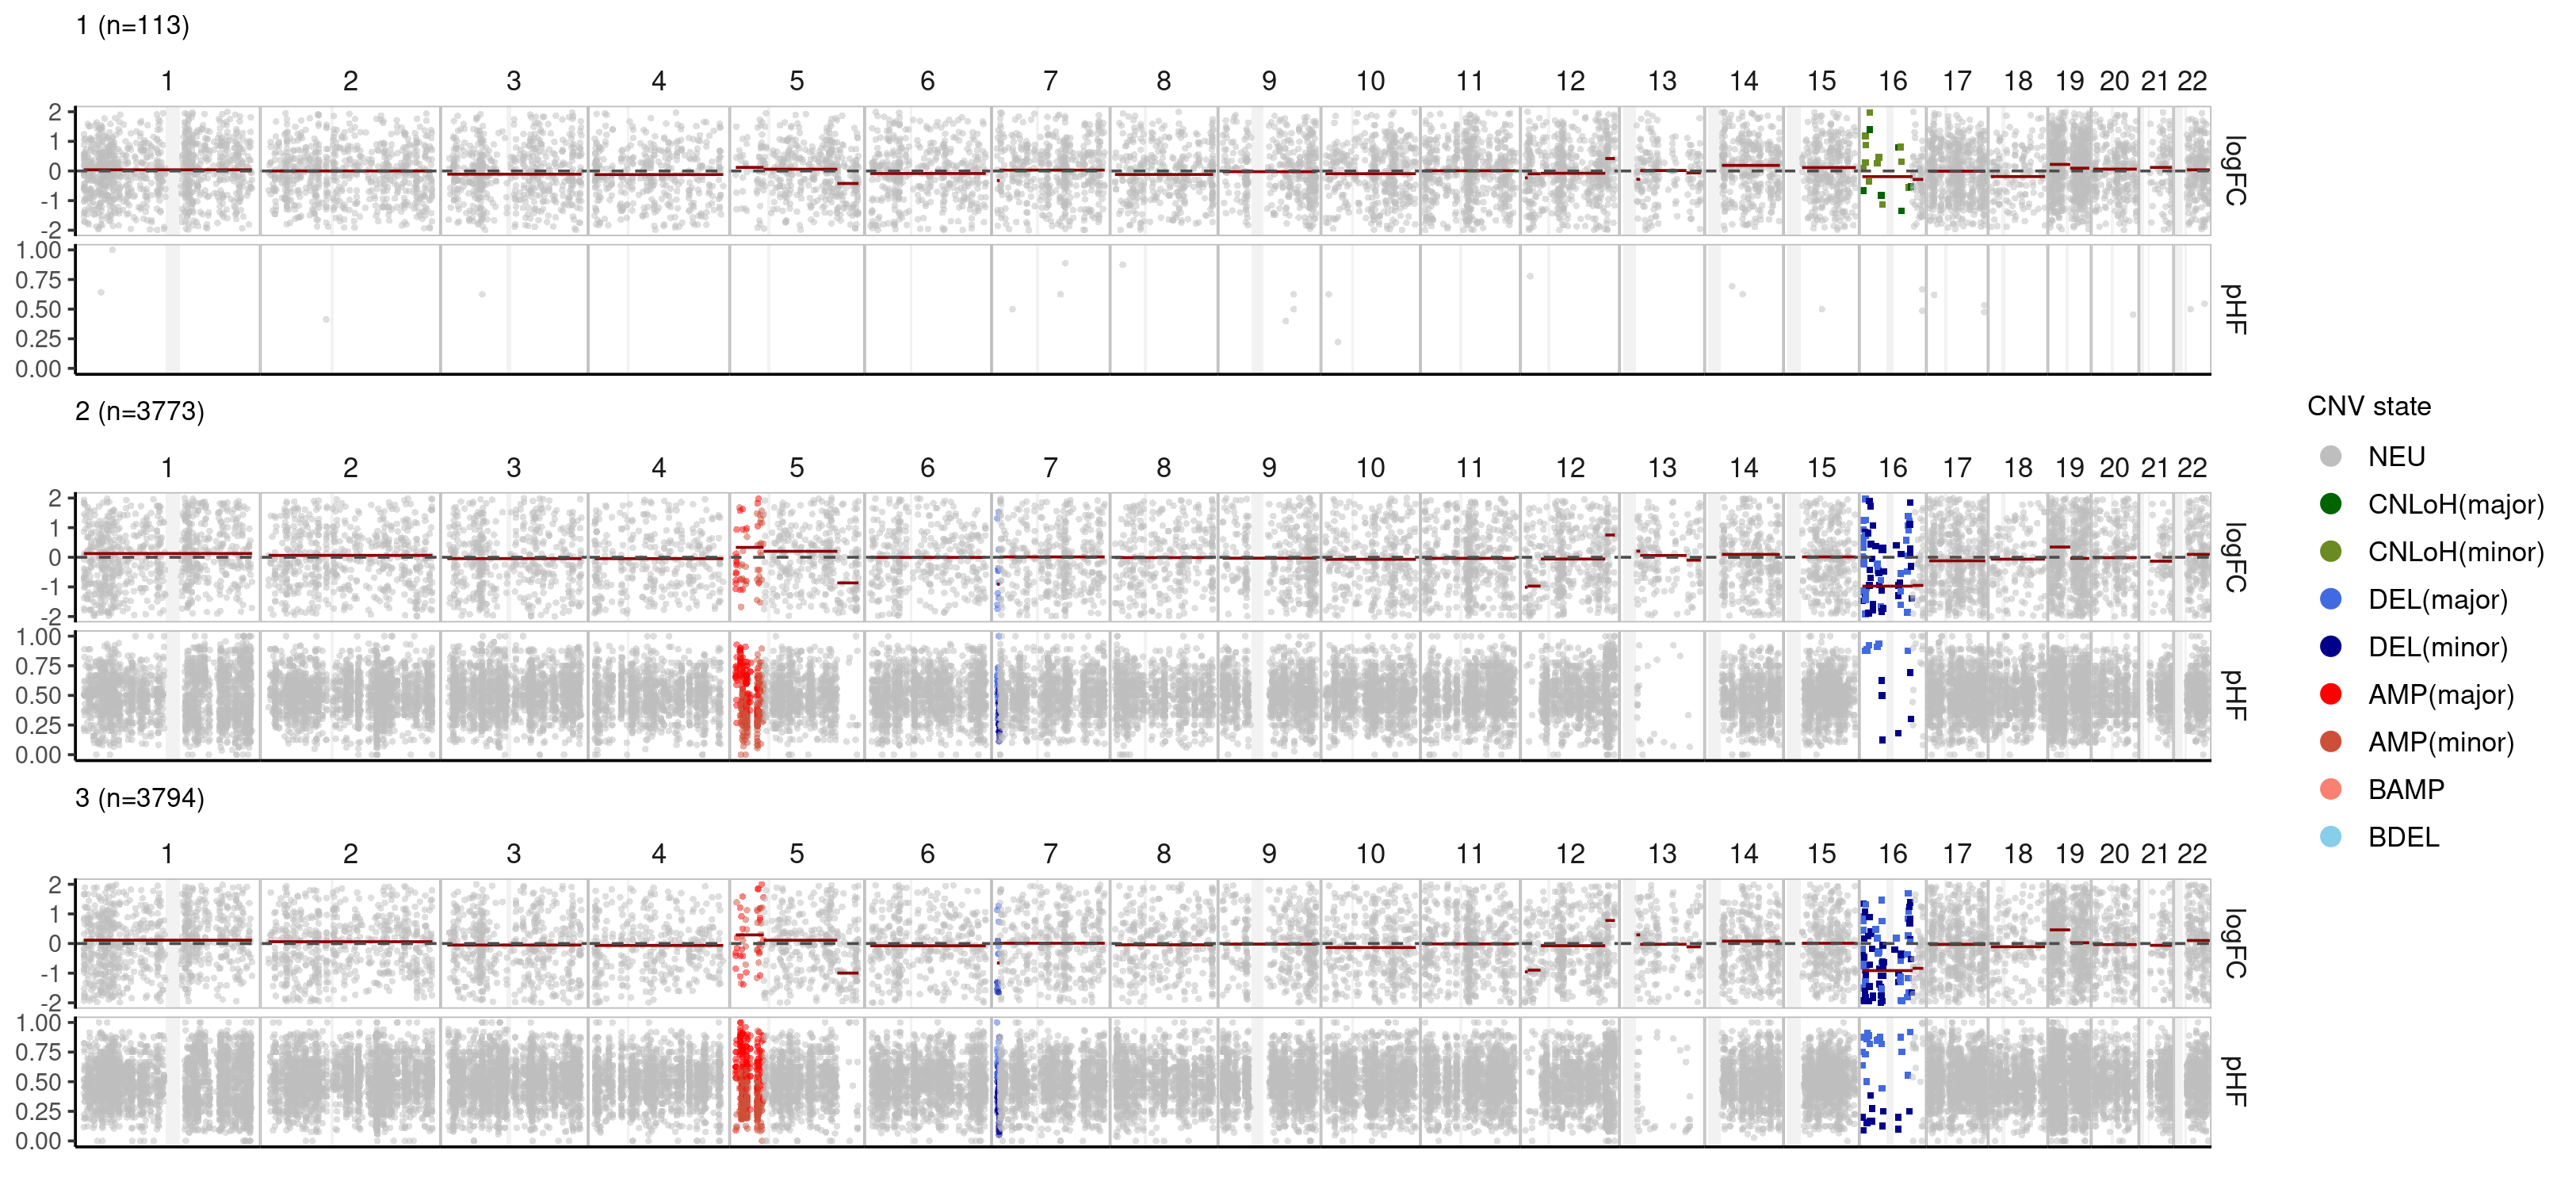 1 (n=113)
1 2 3 4 5 6 7 8 9 10 11 12 13 14 15 16 17 18 19 20 21 22
2
1
0
-1
-2
logFC
1.00
0.75
0.50
0.25
0.00
pHF
2 (n=3773)
1 2 3 4 5 6 7 8 9 10 11 12 13 14 15 16 17 18 19 20 21 22
2
1
0
-1
-2
logFC
1.00
0.75
0.50
0.25
0.00
pHF
3 (n=3794)
1 2 3 4 5 6 7 8 9 10 11 12 13 14 15 16 17 18 19 20 21 22
2
1
0
-1
-2
logFC
1.00
0.75
0.50
0.25
0.00
pHF
CNV state
NEU
CNLoH(major)
CNLoH(minor)
DEL(major)
DEL(minor)
AMP(major)
AMP(minor)
BAMP
BDEL